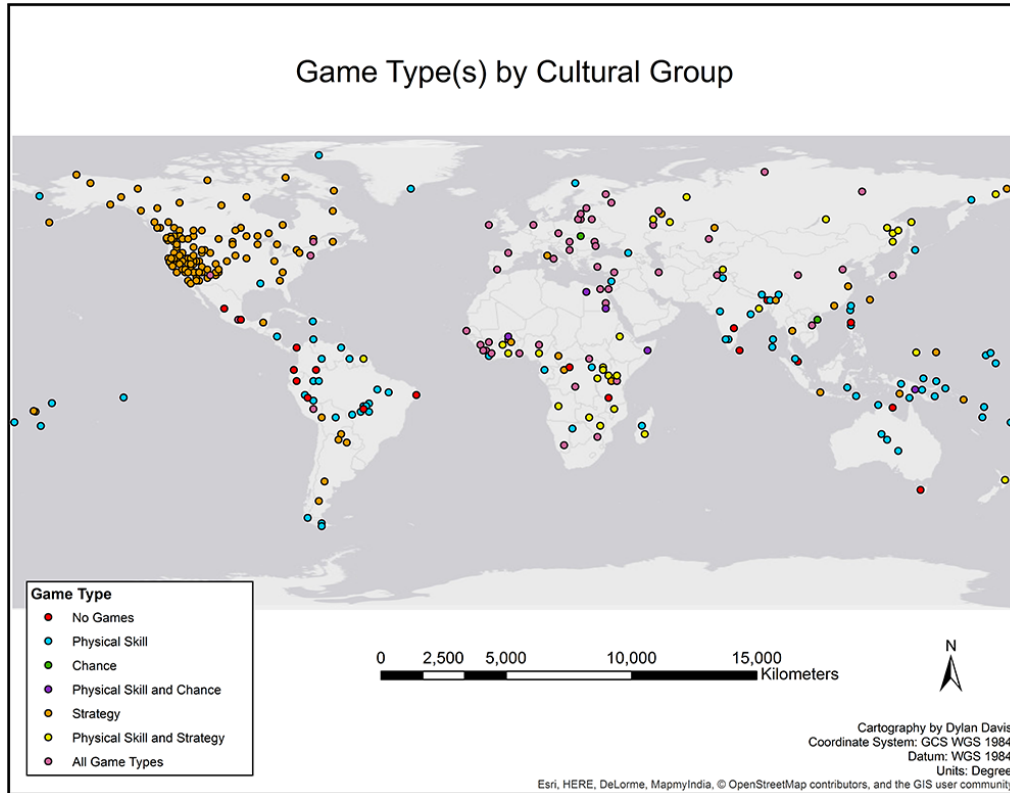 Game Type(s) by Cultural Group
Game Type
No Games
Physical Skill
Chance
Physical Skill and Chance
Strategy
Physical Skill and Strategy
All Game Types
0 2,500 5,000 10,000 15,000
Kilometers
N
Cartography by Dylan Davis
Coordinate System: GCS WGS 1984
Datum: WGS 1984
Units: Degree
Esri, HERE, DeLorme, MapmyIndia, © OpenStreetMap contributors, and the GIS user community